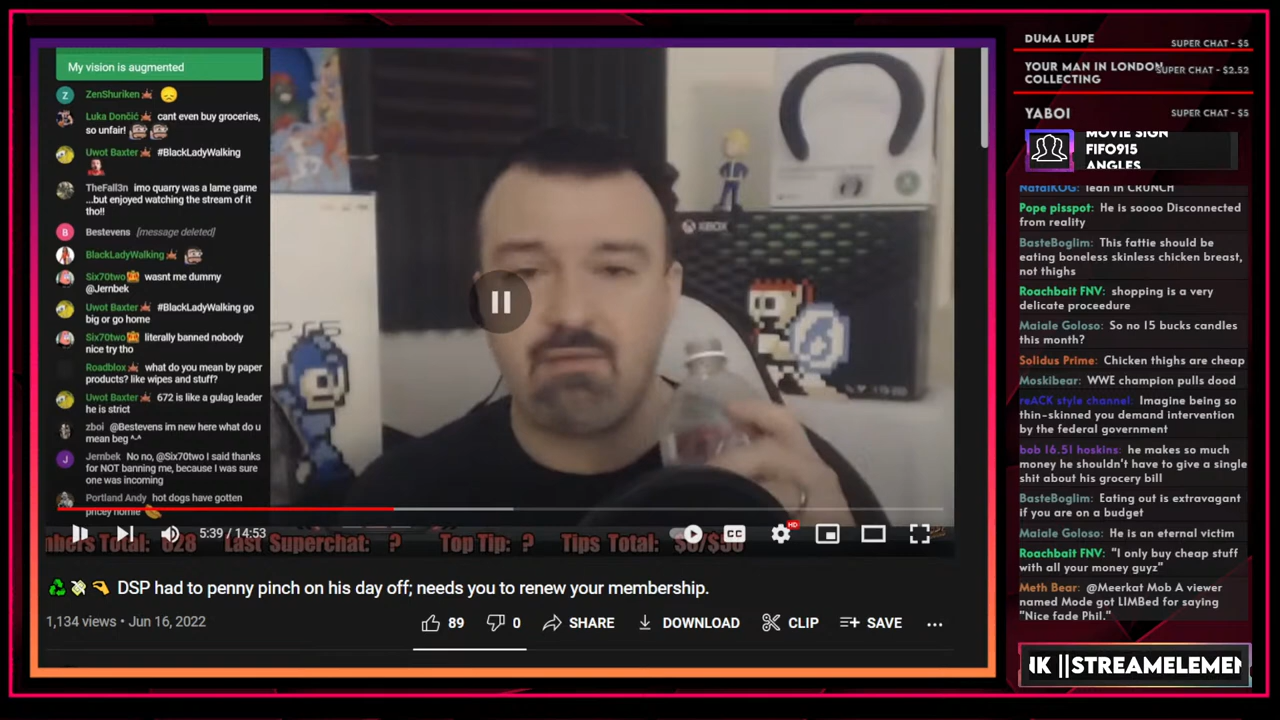 My vision is augmented
ZenShuriken
Luka Dončić cant even buy groceries,
so unfair!
Uwot Baxter #BlackLadyWalking
TheFall3n imo quarry was a lame game
...but enjoyed watching the stream of it
tho!!
Bestevens [message deleted]
BlackLadyWalking
Six70two wasnt me dummy
@Jernbek
Uwot Baxter #BlackLadyWalking go
big or go home
Six70two literally banned nobody
nice try tho
Roadblox what do you mean by paper
products? like wipes and stuff?
Uwot Baxter 672 is like a gulag leader
he is strict
zboi @Bestevens im new here what do u
mean beg ^-^
Jernbek No no, @Six70two I said thanks
for NOT banning me, because I was sure
one was incoming
Portland Andy hot dogs have gotten
pricey homie
XBOX
5:39 / 14:53
CC
HD
nbers Total: 628 Last Superchat: ? Top Tip: ? Tips Total: $0/$50
DSP had to penny pinch on his day off; needs you to renew your membership.
1,134 views • Jun 16, 2022
89
0
SHARE
DOWNLOAD
CLIP
SAVE
DUMA LUPE SUPER CHAT - $5
YOUR MAN IN LONDON SUPER CHAT - $2.52
COLLECTING
YABOI SUPER CHAT - $5
MOVIE SIGN
FIFO915
ANGLES
NatalKOG: lean in CRUNCH
Pope pisspot: He is soooo Disconnected
from reality
BasteBoglim: This fattie should be
eating boneless skinless chicken breast,
not thighs
Roachbait FNV: shopping is a very
delicate proceedure
Maiale Goloso: So no 15 bucks candles
this month?
Solidus Prime: Chicken thighs are cheap
Moskibear: WWE champion pulls dood
reACK style channel: Imagine being so
thin-skinned you demand intervention
by the federal government
bob 16.51 hoskins: he makes so much
money he shouldn't have to give a single
shit about his grocery bill
BasteBoglim: Eating out is extravagant
if you are on a budget
Maiale Goloso: He is an eternal victim
Roachbait FNV: "I only buy cheap stuff
with all your money guyz"
Meth Bear: @Meerkat Mob A viewer
named Mode got LIMBed for saying
"Nice fade Phil."
NK ||STREAMELEMEN